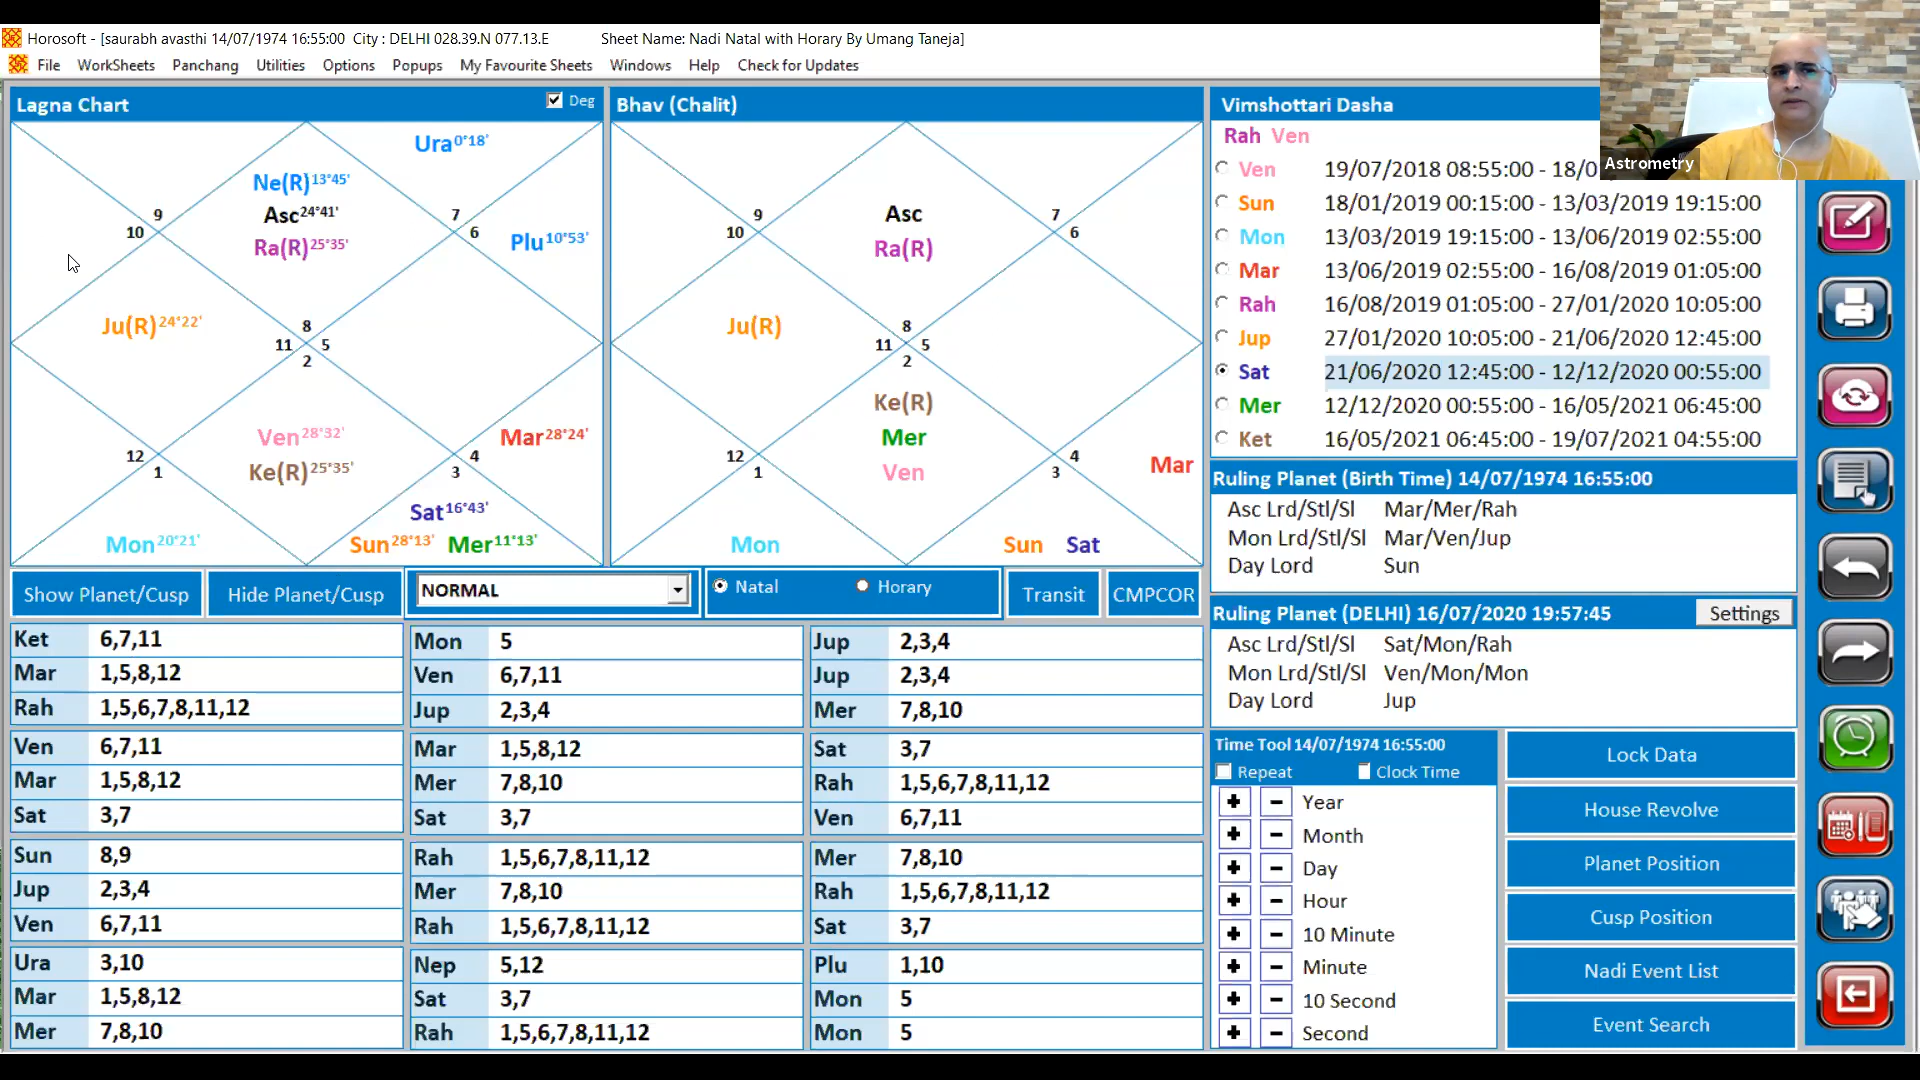 Horosoft - [saurabh avasthi 14/07/1974 16:55:00 City : DELHI 028.39.N 077.13.E Sheet Name: Nadi Natal with Horary By Umang Taneja]
File WorkSheets Panchang Utilities Options Popups My Favourite Sheets Windows Help Check for Updates
Astrometry
Lagna Chart Deg
Ura0°18'
Ne(R)13°45'
Asc24°41'
Ra(R)25°35'
9
10
7
6
Plu10°53'
Ju(R)24°22'
8
11 5
2
Ven28°32'
Ke(R)25°35'
Mar28°24'
12
1
4
3
Sat16°43'
Mon20°21'
Sun28°13' Mer11°13'
Bhav (Chalit)
Asc
Ra(R)
9
10
7
6
Ju(R)
8
11 5
2
Ke(R)
Mer
Ven
Mar
12
1
4
3
Mon
Sun Sat
Vimshottari Dasha
Rah Ven
Ven 19/07/2018 08:55:00 - 18/0
Sun 18/01/2019 00:15:00 - 13/03/2019 19:15:00
Mon 13/03/2019 19:15:00 - 13/06/2019 02:55:00
Mar 13/06/2019 02:55:00 - 16/08/2019 01:05:00
Rah 16/08/2019 01:05:00 - 27/01/2020 10:05:00
Jup 27/01/2020 10:05:00 - 21/06/2020 12:45:00
Sat 21/06/2020 12:45:00 - 12/12/2020 00:55:00
Mer 12/12/2020 00:55:00 - 16/05/2021 06:45:00
Ket 16/05/2021 06:45:00 - 19/07/2021 04:55:00
Ruling Planet (Birth Time) 14/07/1974 16:55:00
Asc Lrd/Stl/Sl Mar/Mer/Rah
Mon Lrd/Stl/Sl Mar/Ven/Jup
Day Lord Sun
Show Planet/Cusp Hide Planet/Cusp NORMAL Natal Horary Transit CMPCOR
Ruling Planet (DELHI) 16/07/2020 19:57:45 Settings
Asc Lrd/Stl/Sl Sat/Mon/Rah
Mon Lrd/Stl/Sl Ven/Mon/Mon
Day Lord Jup
Ket 6,7,11
Mar 1,5,8,12
Rah 1,5,6,7,8,11,12
Mon 5
Ven 6,7,11
Jup 2,3,4
Jup 2,3,4
Jup 2,3,4
Mer 7,8,10
Ven 6,7,11
Mar 1,5,8,12
Sat 3,7
Mar 1,5,8,12
Mer 7,8,10
Sat 3,7
Sat 3,7
Rah 1,5,6,7,8,11,12
Ven 6,7,11
Sun 8,9
Jup 2,3,4
Ven 6,7,11
Rah 1,5,6,7,8,11,12
Mer 7,8,10
Rah 1,5,6,7,8,11,12
Mer 7,8,10
Rah 1,5,6,7,8,11,12
Sat 3,7
Ura 3,10
Mar 1,5,8,12
Mer 7,8,10
Nep 5,12
Sat 3,7
Rah 1,5,6,7,8,11,12
Plu 1,10
Mon 5
Mon 5
Time Tool 14/07/1974 16:55:00
Repeat Clock Time
+ - Year
+ - Month
+ - Day
+ - Hour
+ - 10 Minute
+ - Minute
+ - 10 Second
+ - Second
Lock Data
House Revolve
Planet Position
Cusp Position
Nadi Event List
Event Search